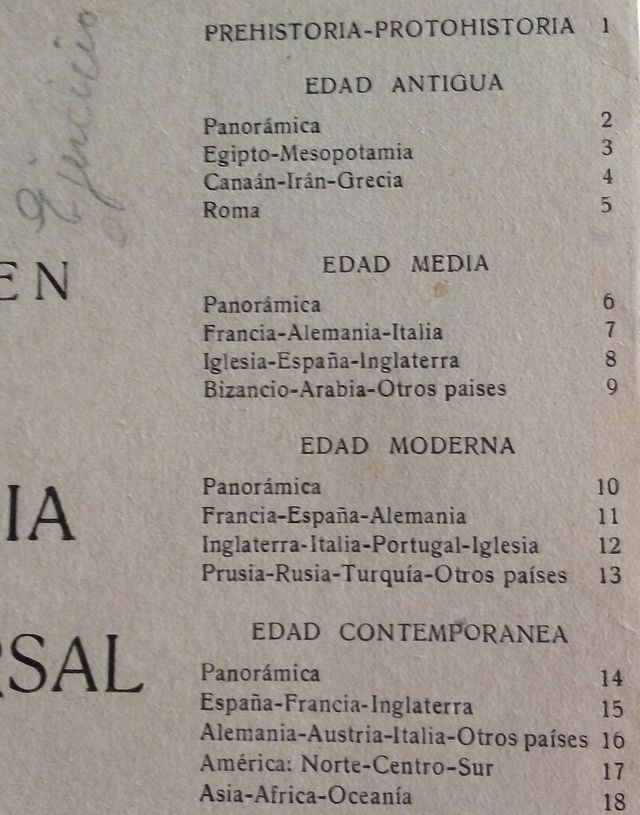 PREHISTORIA-PROTOHISTORIA 1
EDAD ANTIGUA
Panorámica 2
Egipto-Mesopotamia 3
Canaán-Irán-Grecia 4
Roma 5
EDAD MEDIA
Panorámica 6
Francia-Alemania-Italia 7
Iglesia-España-Inglaterra 8
Bizancio-Arabia-Otros paises 9
EDAD MODERNA
Panorámica 10
Francia-España-Alemania 11
Inglaterra-Italia-Portugal-Iglesia 12
Prusia-Rusia-Turquía-Otros países 13
EDAD CONTEMPORANEA
Panorámica 14
España-Francia-Inglaterra 15
Alemania-Austria-Italia-Otros países 16
América: Norte-Centro-Sur 17
Asia-Africa-Oceanía 18
EN
IA
RSAL